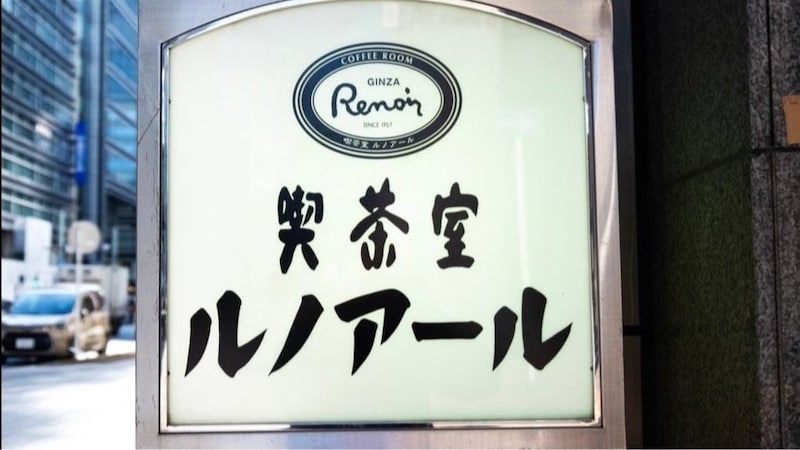 COFFEE ROOM
GINZA
Renoir
SINCE 1957
喫茶室 ルノアール
喫茶室
ルノアール